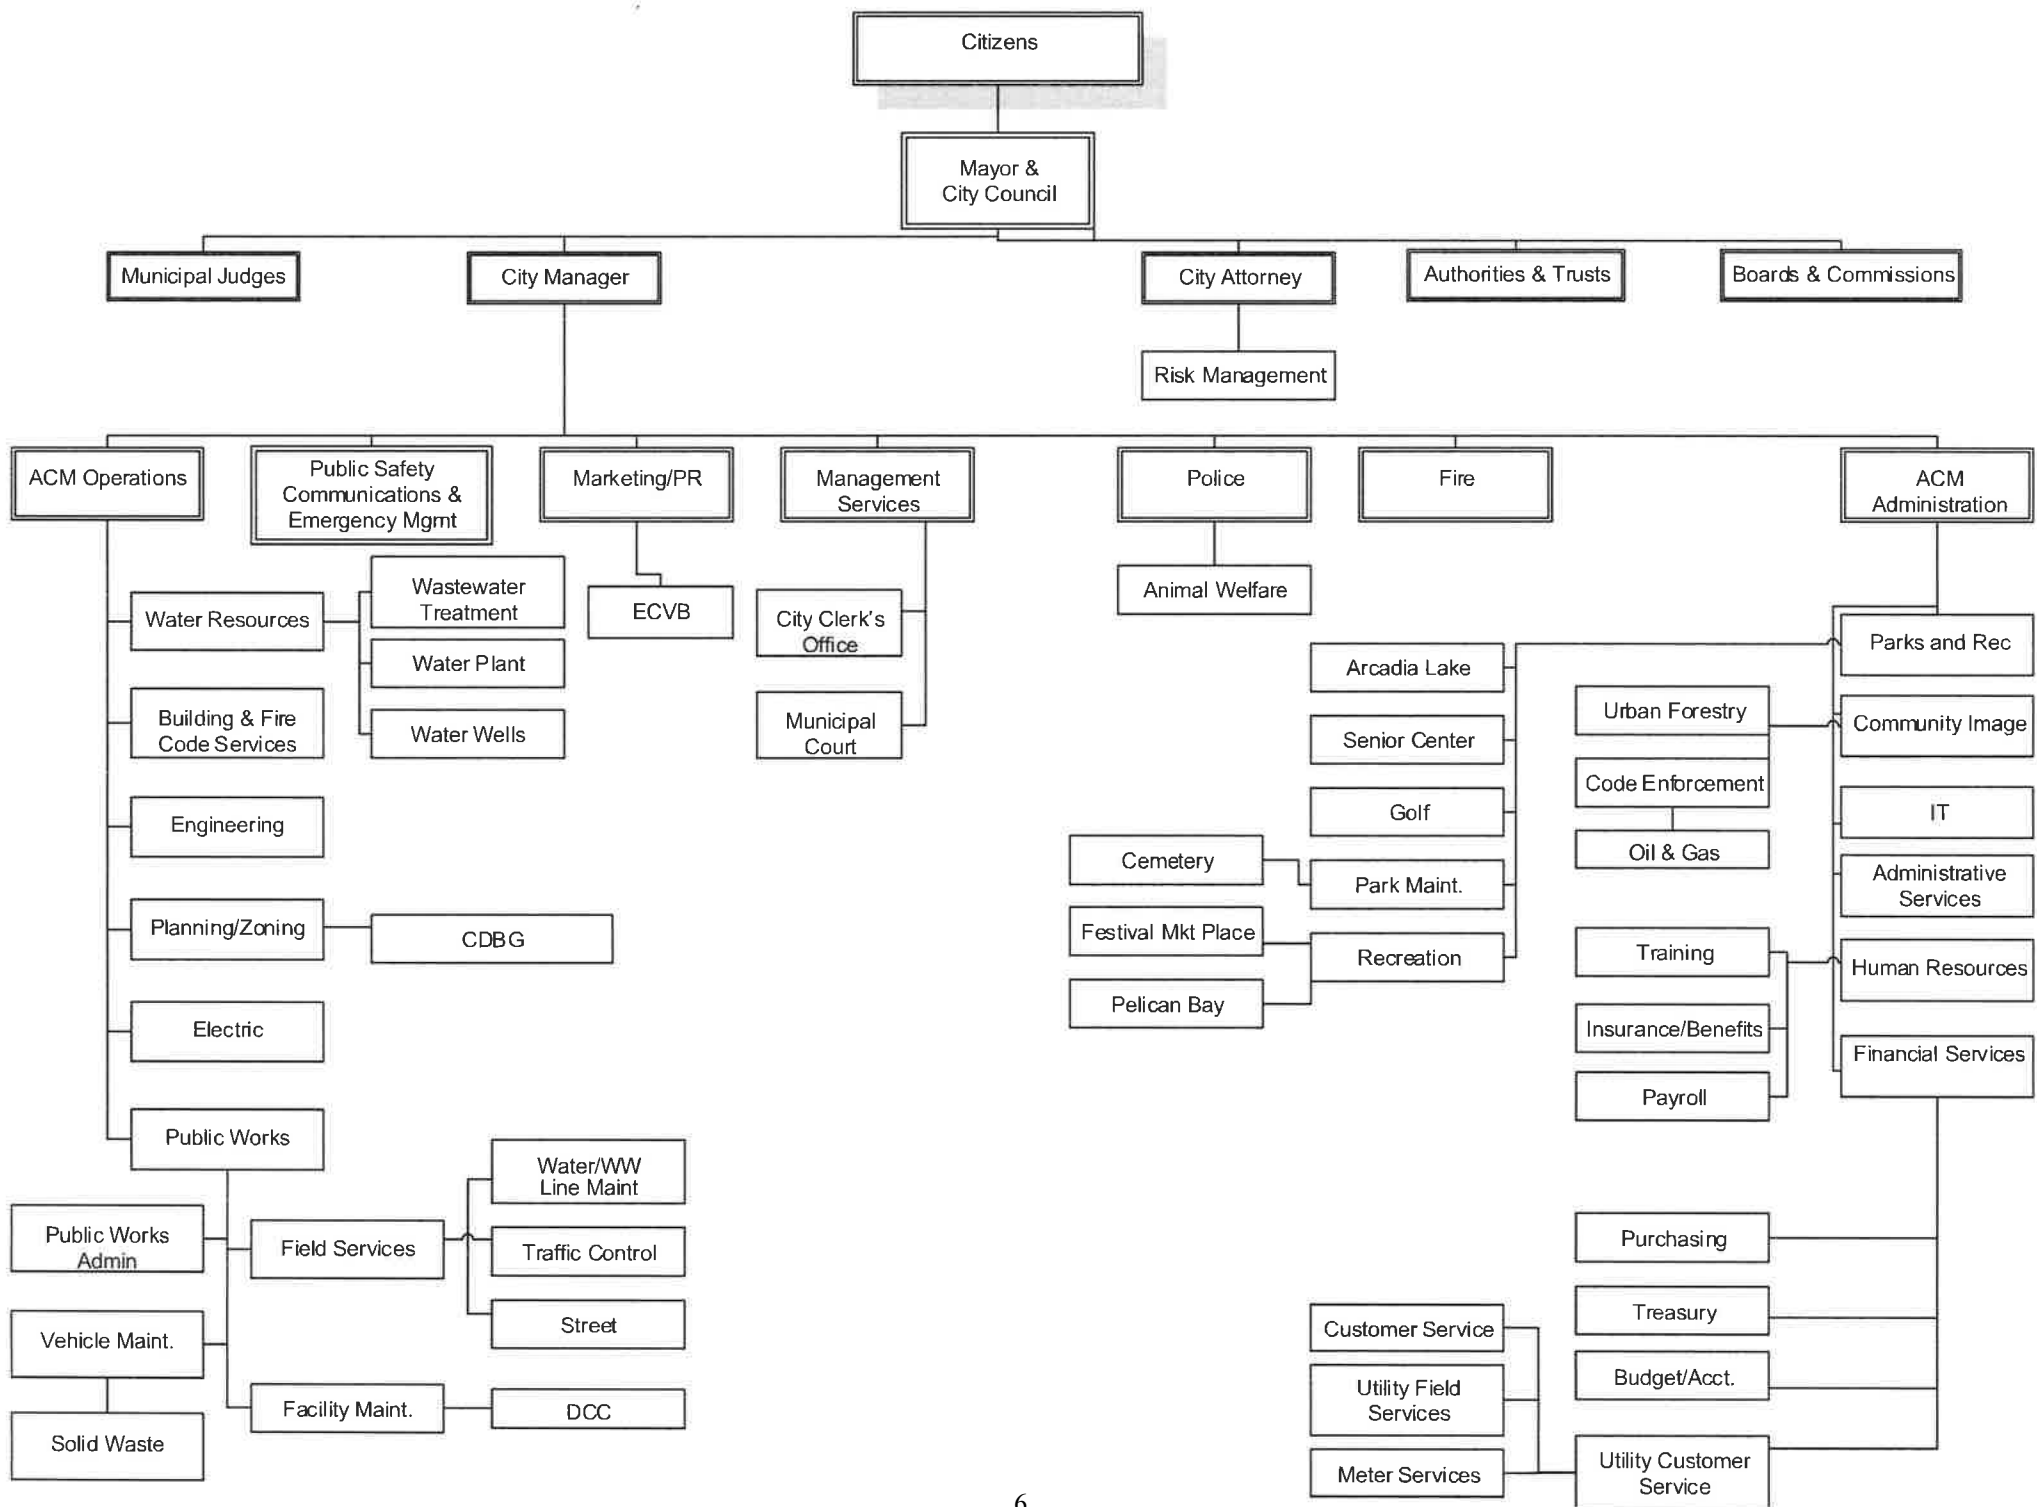 Citizens
Mayor &
City Council
Municipal Judges
City Manager
City Attorney
Authorities & Trusts
Boards & Commissions
Risk Management
ACM Operations
Public Safety
Communications &
Emergency Mgmt
Marketing/PR
Management
Services
Police
Fire
ACM
Administration
Water Resources
Wastewater
Treatment
Water Plant
Water Wells
ECVB
City Clerk's
Office
Municipal
Court
Animal Welfare
Building & Fire
Code Services
Engineering
Planning/Zoning
CDBG
Electric
Public Works
Public Works
Admin
Field Services
Water/WW
Line Maint
Traffic Control
Street
Vehicle Maint.
Facility Maint.
DCC
Solid Waste
Parks and Rec
Arcadia Lake
Senior Center
Golf
Park Maint.
Cemetery
Recreation
Festival Mkt Place
Pelican Bay
Community Image
Urban Forestry
Code Enforcement
Oil & Gas
IT
Administrative
Services
Human Resources
Training
Insurance/Benefits
Payroll
Financial Services
Purchasing
Treasury
Budget/Acct.
Utility Customer
Service
Customer Service
Utility Field
Services
Meter Services
6